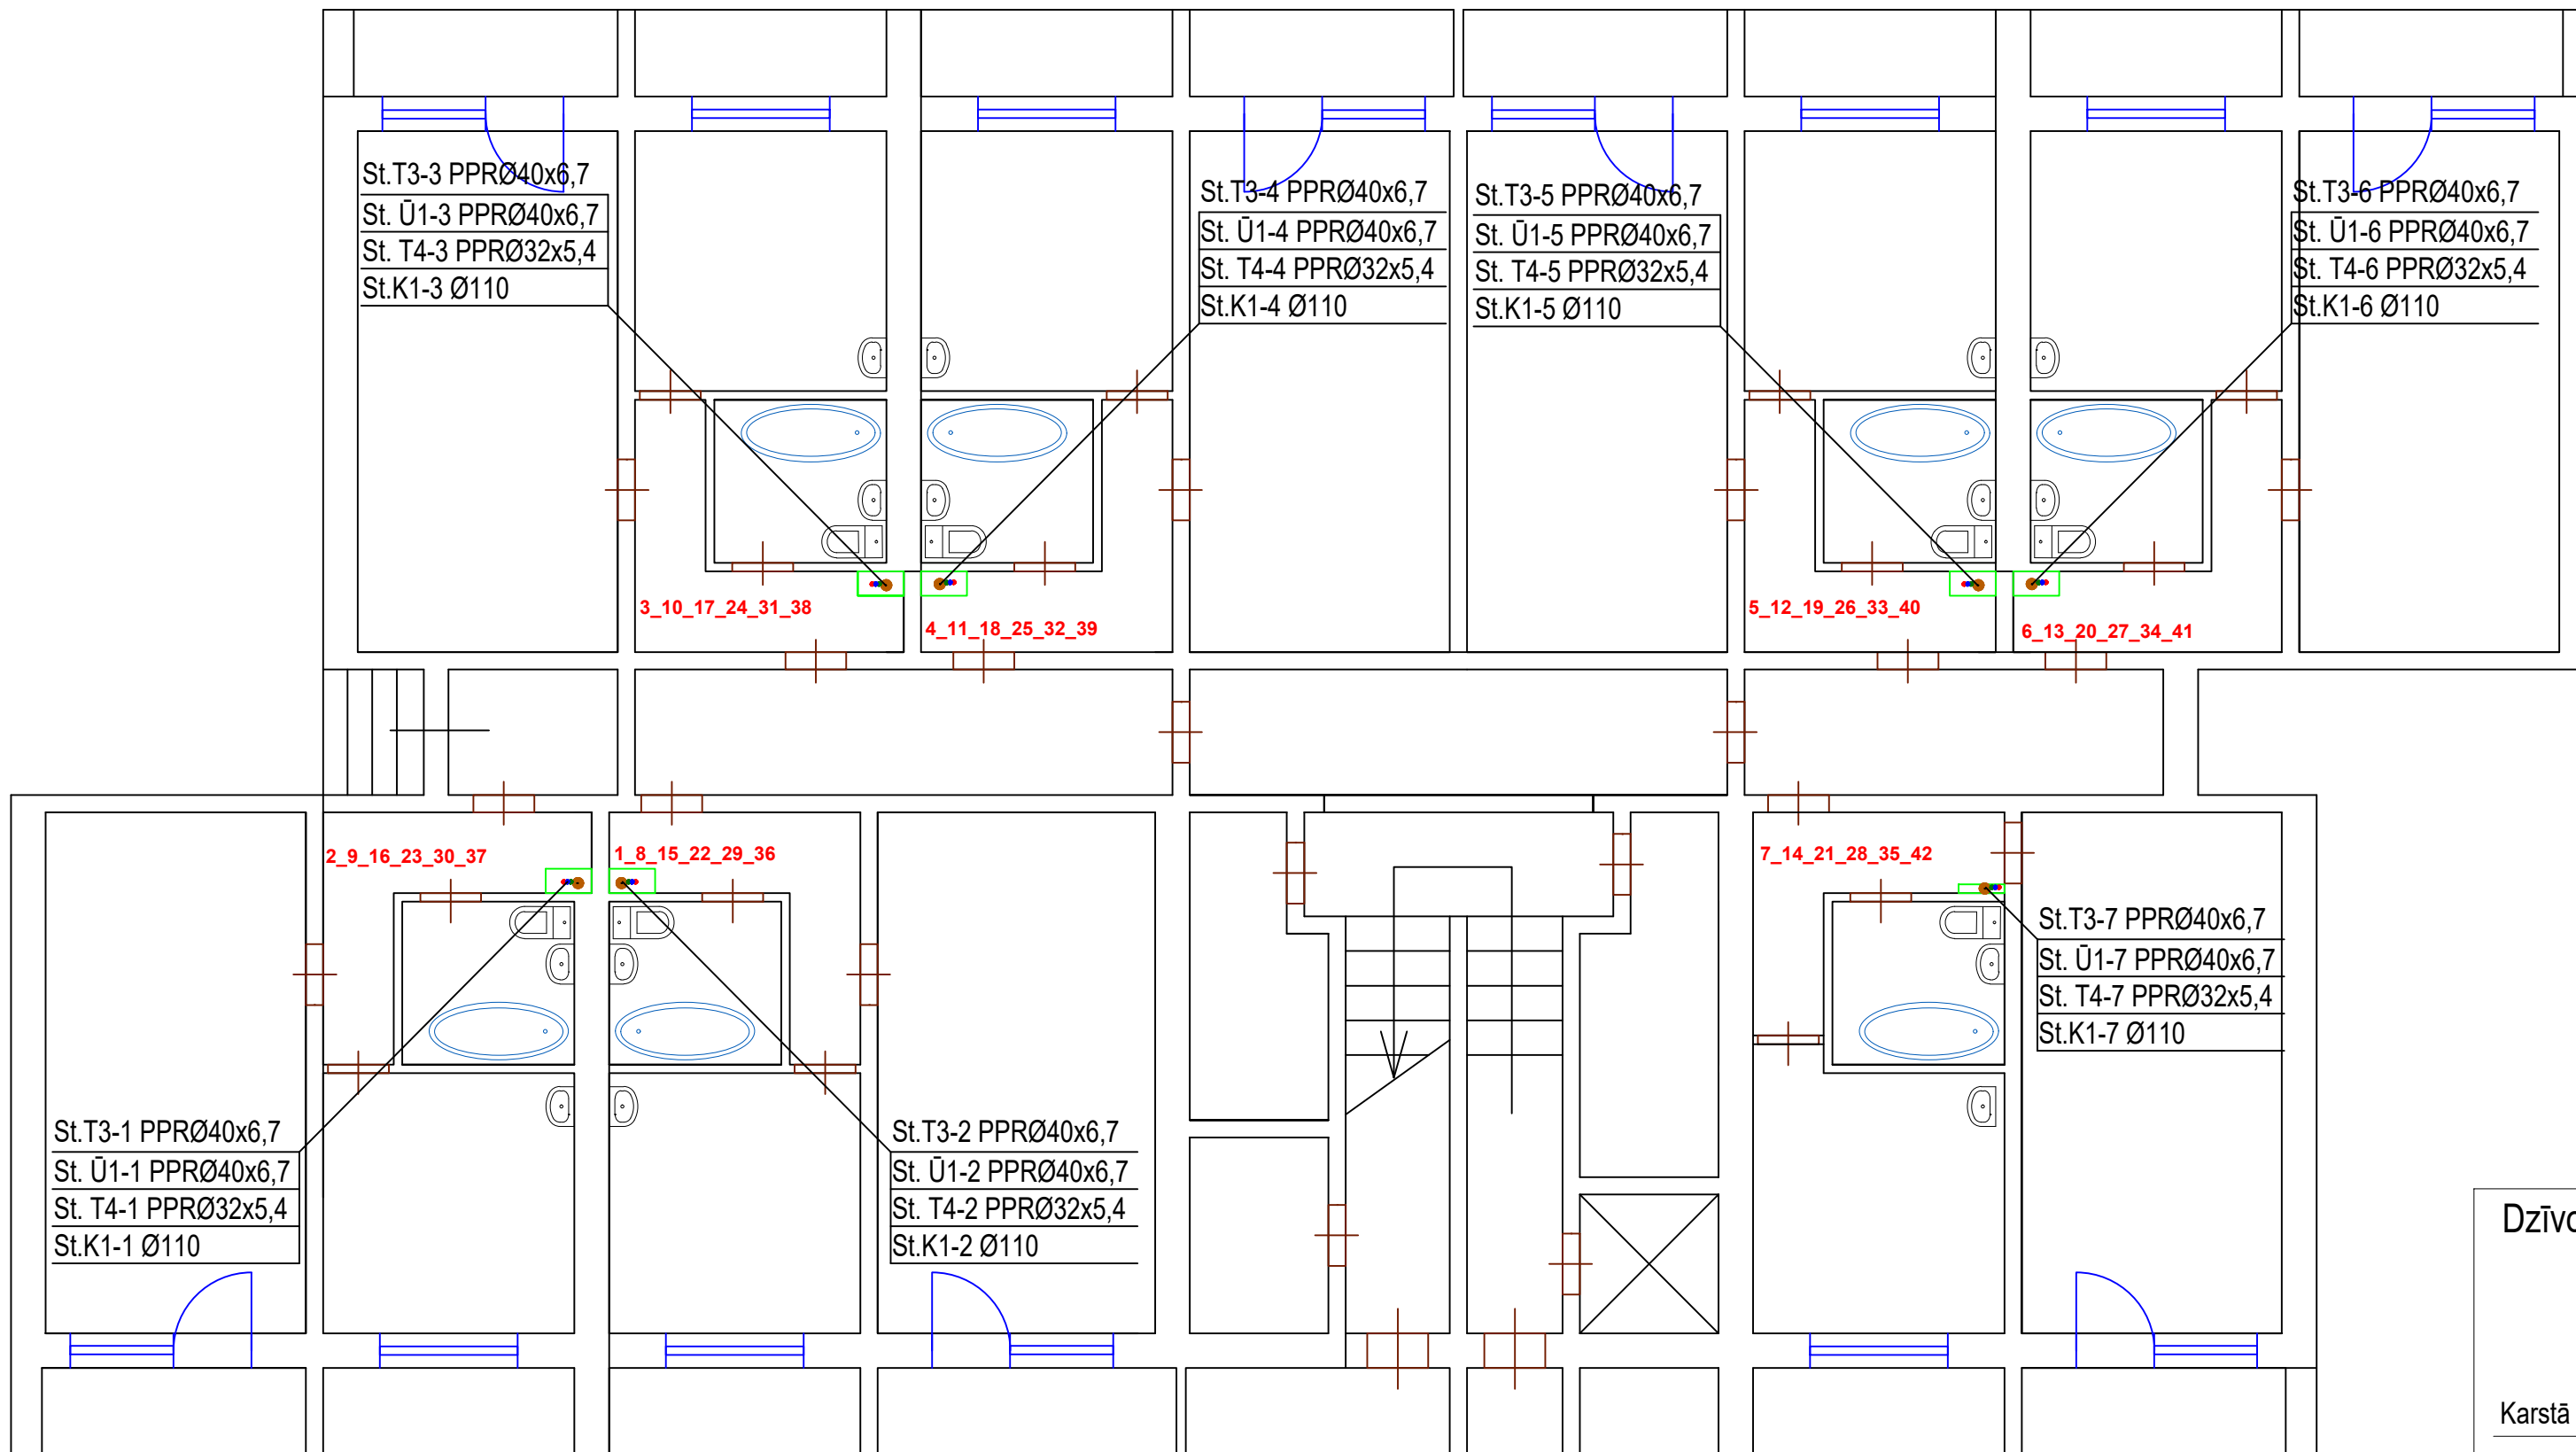 St.T3-3 PPRØ40x6,7
St. Ū1-3 PPRØ40x6,7
St. T4-3 PPRØ32x5,4
St.K1-3 Ø110
St.T3-4 PPRØ40x6,7
St. Ū1-4 PPRØ40x6,7
St. T4-4 PPRØ32x5,4
St.K1-4 Ø110
St.T3-5 PPRØ40x6,7
St. Ū1-5 PPRØ40x6,7
St. T4-5 PPRØ32x5,4
St.K1-5 Ø110
St.T3-6 PPRØ40x6,7
St. Ū1-6 PPRØ40x6,7
St. T4-6 PPRØ32x5,4
St.K1-6 Ø110
3_10_17_24_31_38
4_11_18_25_32_39
5_12_19_26_33_40
6_13_20_27_34_41
2_9_16_23_30_37
1_8_15_22_29_36
7_14_21_28_35_42
St.T3-7 PPRØ40x6,7
St. Ū1-7 PPRØ40x6,7
St. T4-7 PPRØ32x5,4
St.K1-7 Ø110
St.T3-1 PPRØ40x6,7
St. Ū1-1 PPRØ40x6,7
St. T4-1 PPRØ32x5,4
St.K1-1 Ø110
St.T3-2 PPRØ40x6,7
St. Ū1-2 PPRØ40x6,7
St. T4-2 PPRØ32x5,4
St.K1-2 Ø110
Karstā